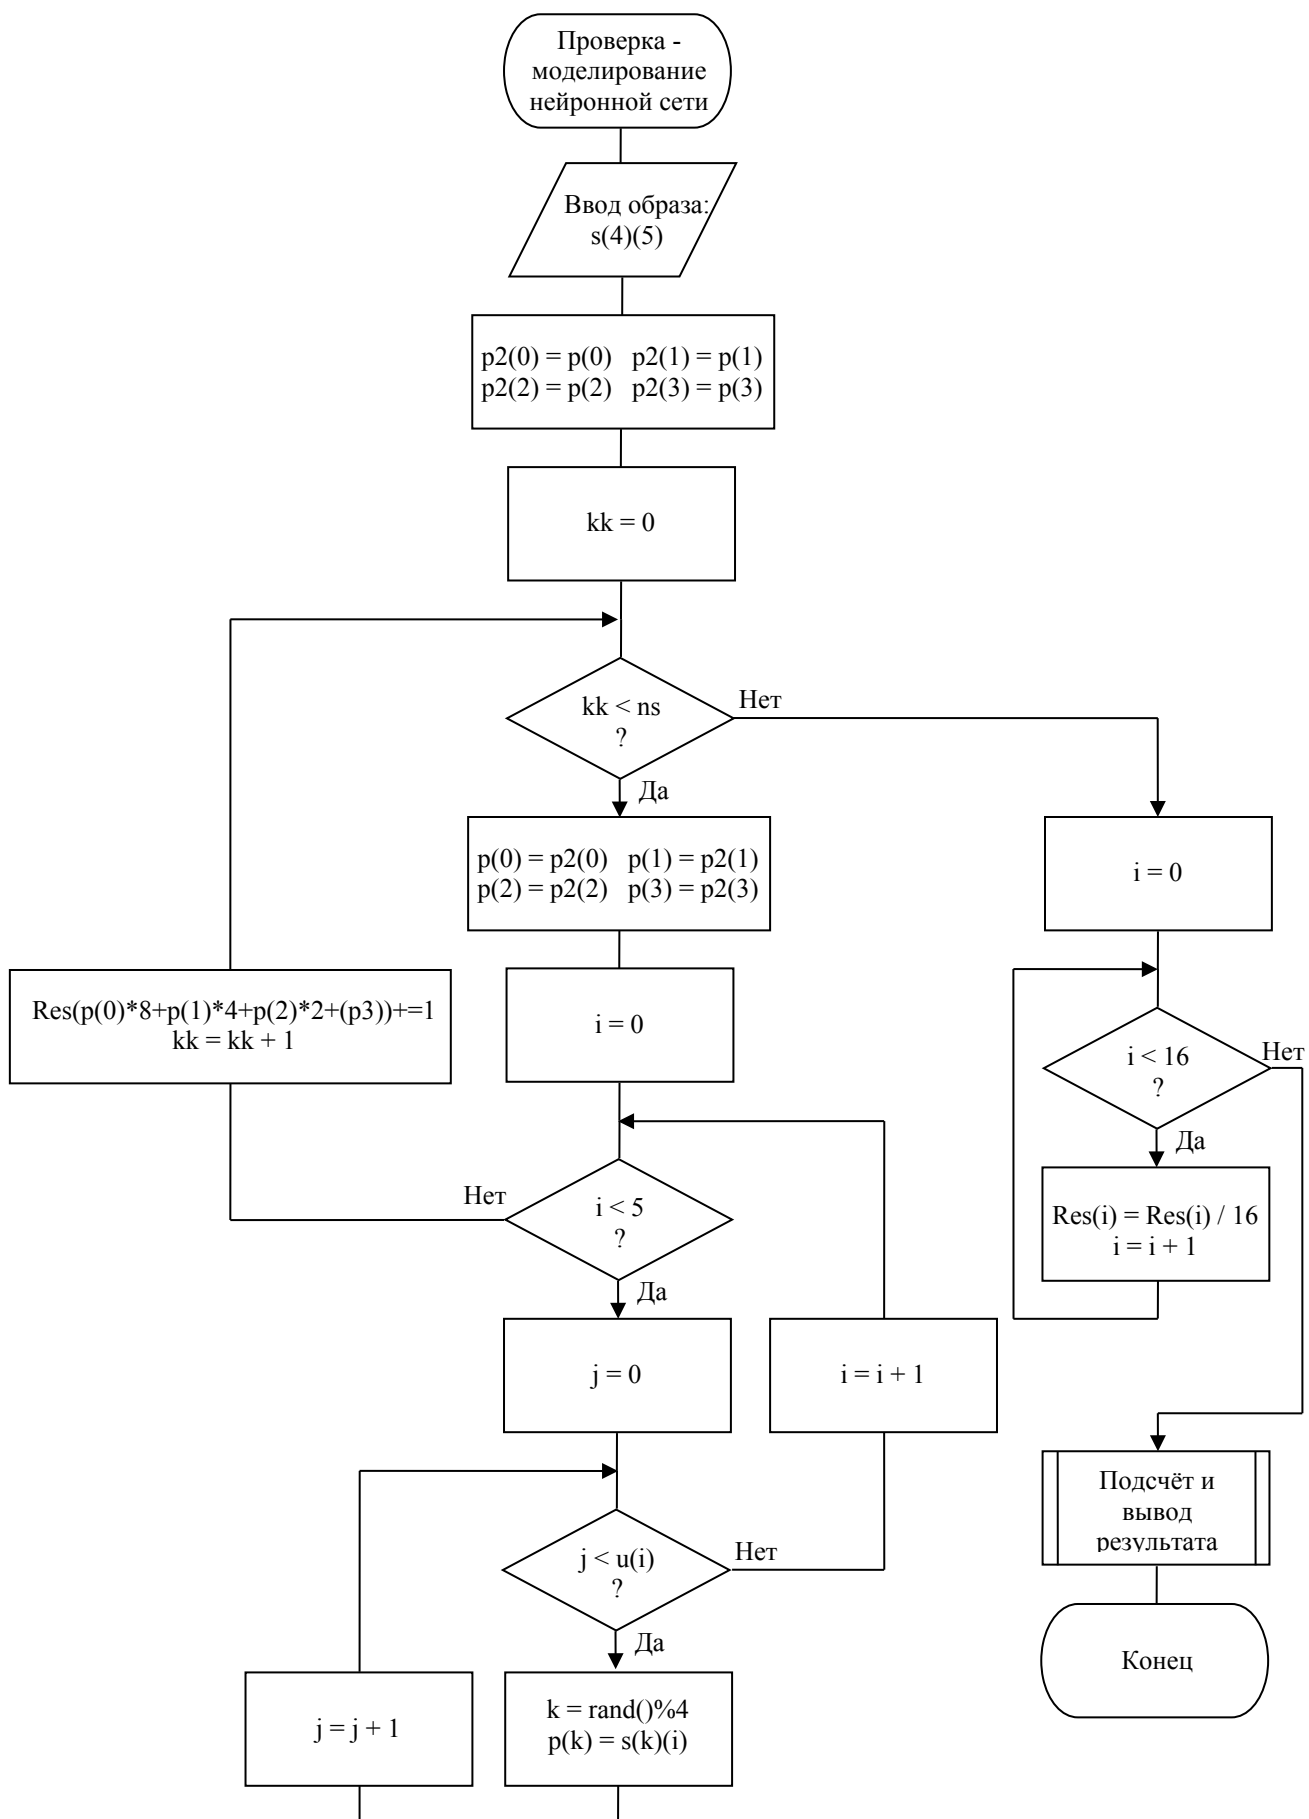 Проверка -
моделирование
нейронной сети
Ввод образа:
s(4)(5)
p2(0) = p(0) p2(1) = p(1)
p2(2) = p(2) p2(3) = p(3)
kk = 0
kk < ns
?
Нет
Да
p(0) = p2(0) p(1) = p2(1)
p(2) = p2(2) p(3) = p2(3)
i = 0
Res(p(0)*8+p(1)*4+p(2)*2+(p3))+=1
kk = kk + 1
i = 0
i < 16
?
Нет
Да
Res(i) = Res(i) / 16
i = i + 1
i < 5
?
Нет
Да
j = 0
i = i + 1
j < u(i)
?
Нет
Да
j = j + 1
k = rand()%4
p(k) = s(k)(i)
Подсчёт и
вывод
результата
Конец